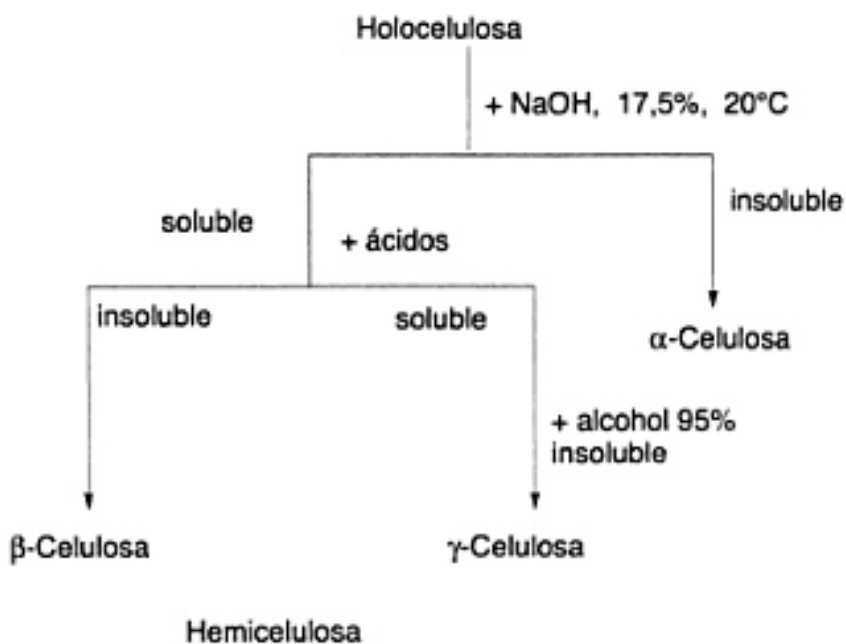 Holocelulosa
+ NaOH, 17,5%, 20°C
insoluble
soluble
+ ácidos
insoluble
soluble
α-Celulosa
+ alcohol 95%
insoluble
β-Celulosa
γ-Celulosa
Hemicelulosa